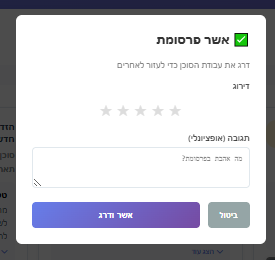 ✅ אשר פרסומת
דרג את עבודת הסוכן כדי לעזור לאחרים
דירוג
★★★★★
תגובה (אופציונלי)
מה אהבת בפרסומת?
ביטול
אשר ודרג